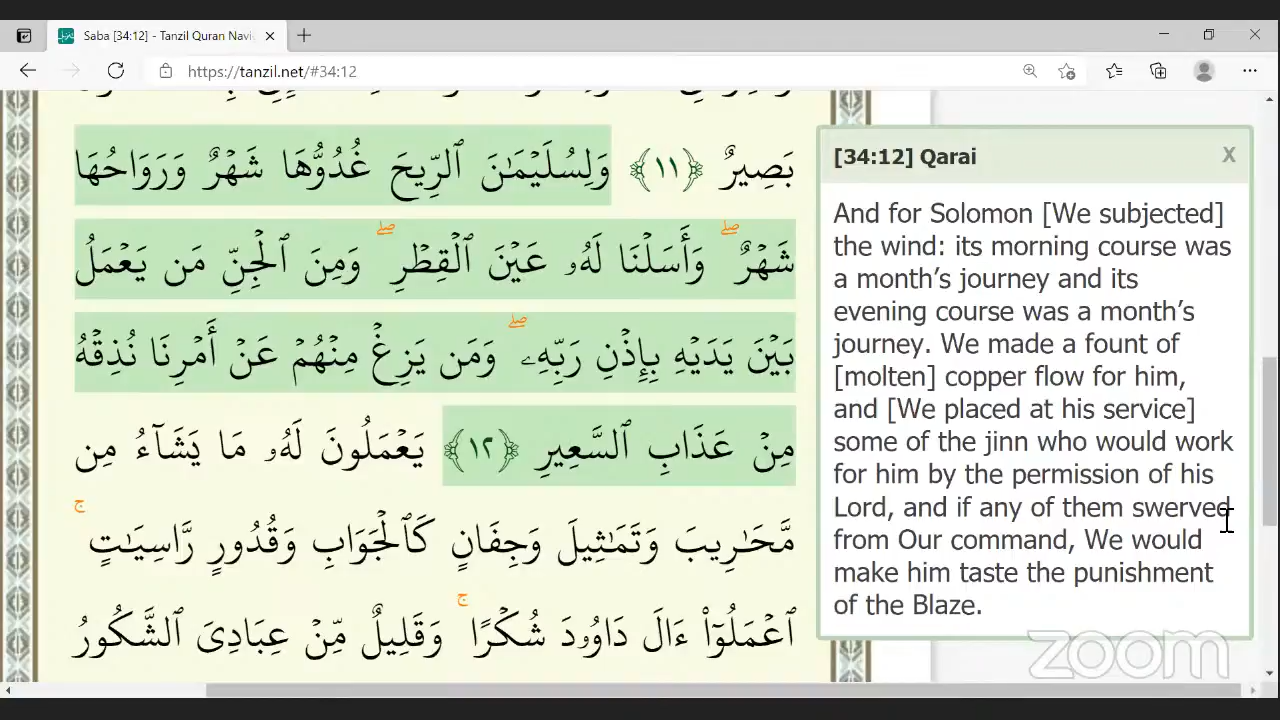 Saba [34:12] - Tanzil Quran Navi
https://tanzil.net/#34:12
بَصِيرٌ ﴿١١﴾ وَلِسُلَيْمَـٰنَ ٱلرِّيحَ غُدُوُّهَا شَهْرٌ وَرَوَاحُهَا
شَهْرٌ ۖ وَأَسَلْنَا لَهُۥ عَيْنَ ٱلْقِطْرِ ۖ وَمِنَ ٱلْجِنِّ مَن يَعْمَلُ
بَيْنَ يَدَيْهِ بِإِذْنِ رَبِّهِۦ ۖ وَمَن يَزِغْ مِنْهُمْ عَنْ أَمْرِنَا نُذِقْهُ
مِنْ عَذَابِ ٱلسَّعِيرِ ﴿١٢﴾ يَعْمَلُونَ لَهُۥ مَا يَشَآءُ مِن
مَّحَـٰرِيبَ وَتَمَـٰثِيلَ وَجِفَانٍ كَٱلْجَوَابِ وَقُدُورٍ رَّاسِيَـٰتٍ ۚ
ٱعْمَلُوٓا۟ ءَالَ دَاوُۥدَ شُكْرًا ۚ وَقَلِيلٌ مِّنْ عِبَادِىَ ٱلشَّكُورُ
[34:12] Qarai
X
And for Solomon [We subjected]
the wind: its morning course was
a month’s journey and its
evening course was a month’s
journey. We made a fount of
[molten] copper flow for him,
and [We placed at his service]
some of the jinn who would work
for him by the permission of his
Lord, and if any of them swerved
from Our command, We would
make him taste the punishment
of the Blaze.
zoom